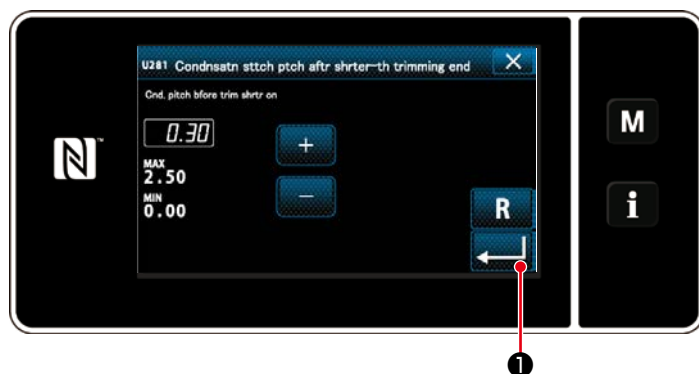 U281 Condnsatn sttch ptch aftr shrter-th trimming end
Cnd. pitch bfore trim shrtr on
0.30
+
MAX
2.50
−
MIN
0.00
R
M
i
N
❶